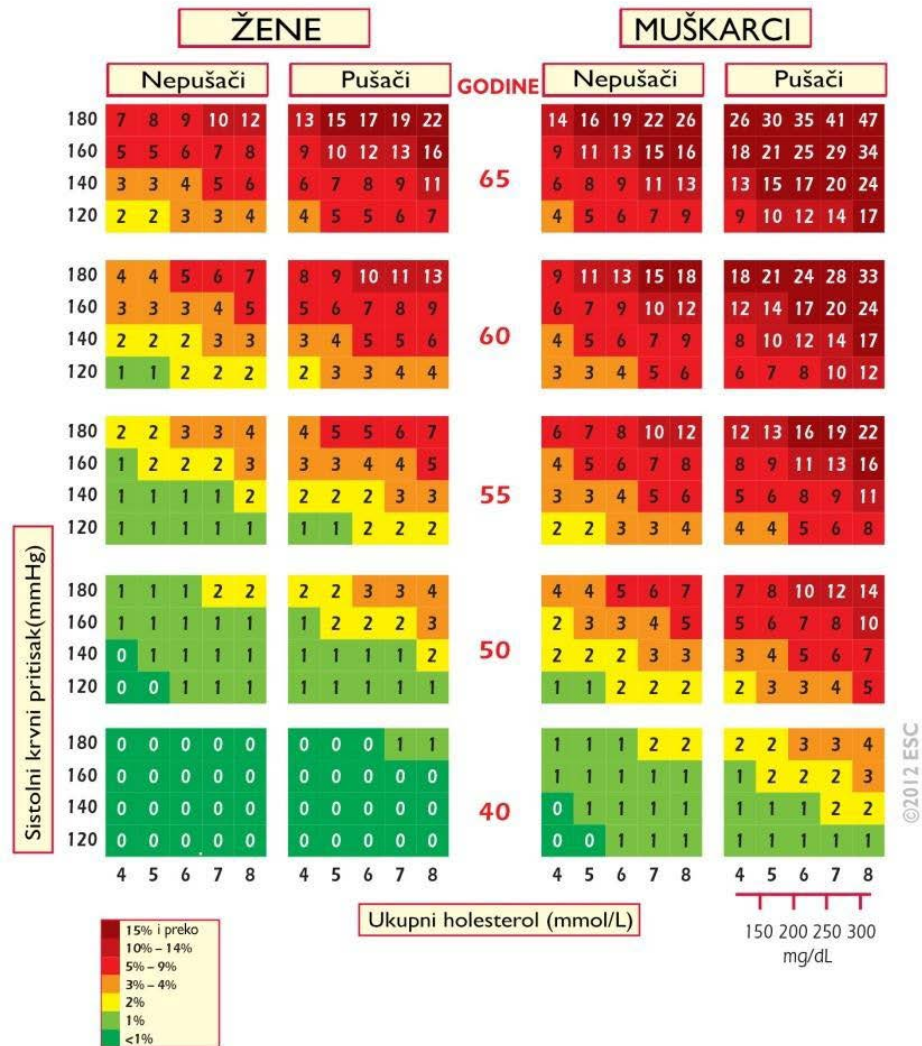 ŽENE MUŠKARCI
Nepušači Pušači GODINE Nepušači Pušači
180 7 8 9 10 12 13 15 17 19 22 14 16 19 22 26 26 30 35 41 47
160 5 5 6 7 8 9 10 12 13 16 9 11 13 15 16 18 21 25 29 34
65
140 3 3 4 5 6 6 7 8 9 11 6 8 9 11 13 13 15 17 20 24
120 2 2 3 3 4 4 5 5 6 7 4 5 6 7 9 9 10 12 14 17
180 4 4 5 6 7 8 9 10 11 13 9 11 13 15 18 18 21 24 28 33
160 3 3 3 4 5 5 6 7 8 9 6 7 9 10 12 12 14 17 20 24
60
140 2 2 2 3 3 3 4 5 5 6 4 5 6 7 9 8 10 12 14 17
120 1 1 2 2 2 2 3 3 4 4 3 3 4 5 6 6 7 8 10 12
180 2 2 3 3 4 4 5 5 6 7 6 7 8 10 12 12 13 16 19 22
160 1 2 2 2 3 3 3 4 4 5 4 5 6 7 8 8 9 11 13 16
55
140 1 1 1 1 2 2 2 2 3 3 3 3 4 5 6 5 6 8 9 11
120 1 1 1 1 1 1 1 2 2 2 2 2 3 3 4 4 4 5 6 8
180 1 1 1 2 2 2 2 3 3 4 4 4 5 6 7 7 8 10 12 14
160 1 1 1 1 1 1 2 2 2 3 2 3 3 4 5 5 6 7 8 10
50
140 0 1 1 1 1 1 1 1 1 2 2 2 2 3 3 3 4 5 6 7
120 0 0 1 1 1 1 1 1 1 1 1 1 2 2 2 2 3 3 4 5
180 0 0 0 0 0 0 0 0 1 1 1 1 1 2 2 2 2 3 3 4
160 0 0 0 0 0 0 0 0 0 0 1 1 1 1 1 1 2 2 2 3
40
140 0 0 0 0 0 0 0 0 0 0 0 1 1 1 1 1 1 1 2 2
120 0 0 0 0 0 0 0 0 0 0 0 0 1 1 1 1 1 1 1 1
4 5 6 7 8 4 5 6 7 8 4 5 6 7 8 4 5 6 7 8
Sistolni krvni pritisak(mmHg)
©2012 ESC
Ukupni holesterol (mmol/L)
150 200 250 300
mg/dL
15% i preko
10% – 14%
5% – 9%
3% – 4%
2%
1%
<1%